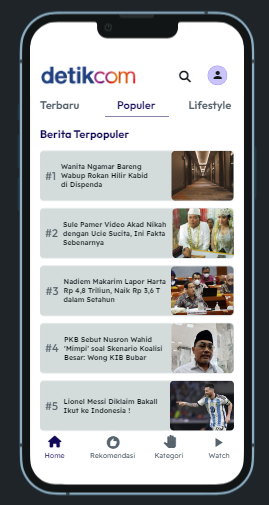 detikcom
Terbaru
Populer
Lifestyle
Berita Terpopuler
#1
Wanita Ngamar Bareng
Wabup Rokan Hilir Kabid
di Dispenda
#2
Sule Pamer Video Akad Nikah
dengan Ucie Sucita, Ini Fakta
Sebenarnya
#3
Nadiem Makarim Lapor Harta
Rp 4,8 Triliun, Naik Rp 3,6 T
dalam Setahun
#4
PKB Sebut Nusron Wahid
'Mimpi' soal Skenario Koalisi
Besar: Wong KIB Bubar
#5
Lionel Messi Diklaim Bakall
Ikut ke Indonesia !
Home
Rekomendasi
Kategori
Watch